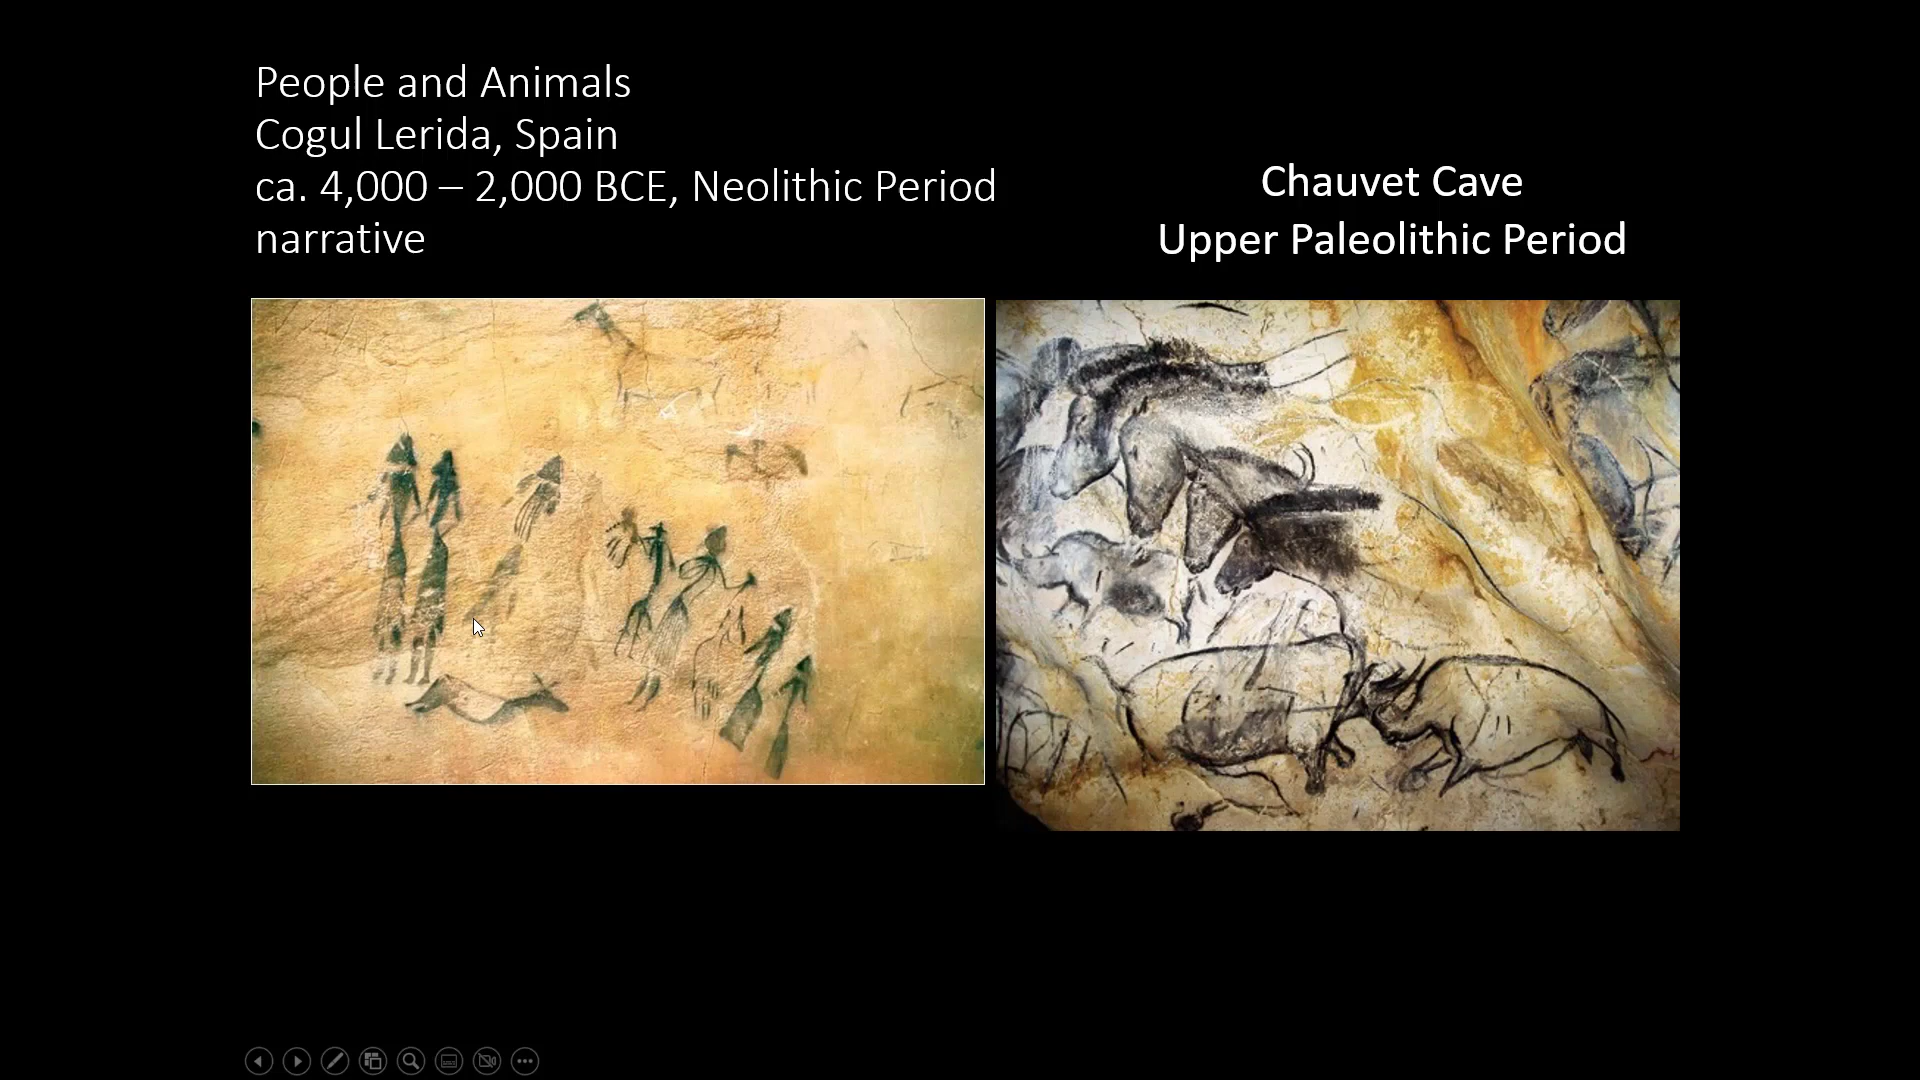 People and Animals
Cogul Lerida, Spain
ca. 4,000 – 2,000 BCE, Neolithic Period
narrative
Chauvet Cave
Upper Paleolithic Period